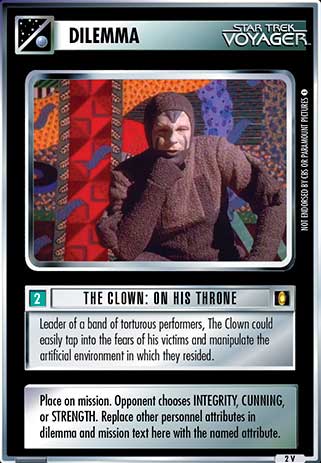 DILEMMA
STAR TREK
VOYAGER™
NOT ENDORSED BY CBS OR PARAMOUNT PICTURES
2
THE CLOWN: ON HIS THRONE
Leader of a band of torturous performers, The Clown could
easily tap into the fears of his victims and manipulate the
artificial environment in which they resided.
Place on mission. Opponent chooses INTEGRITY, CUNNING,
or STRENGTH. Replace other personnel attributes in
dilemma and mission text here with the named attribute.
2 V